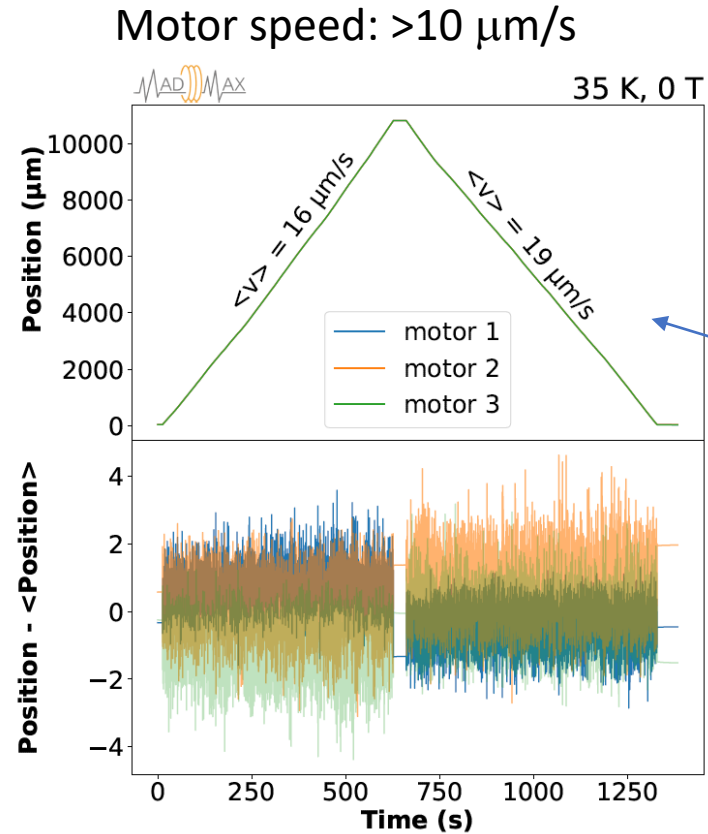 Motor speed: >10 μm/s
MADMAX
35 K, 0 T
Position (μm)
10000
8000
6000
4000
2000
0
<v> = 16 μm/s
<v> = 19 μm/s
motor 1
motor 2
motor 3
Position - <Position>
4
2
0
−2
−4
0 250 500 750 1000 1250
Time (s)